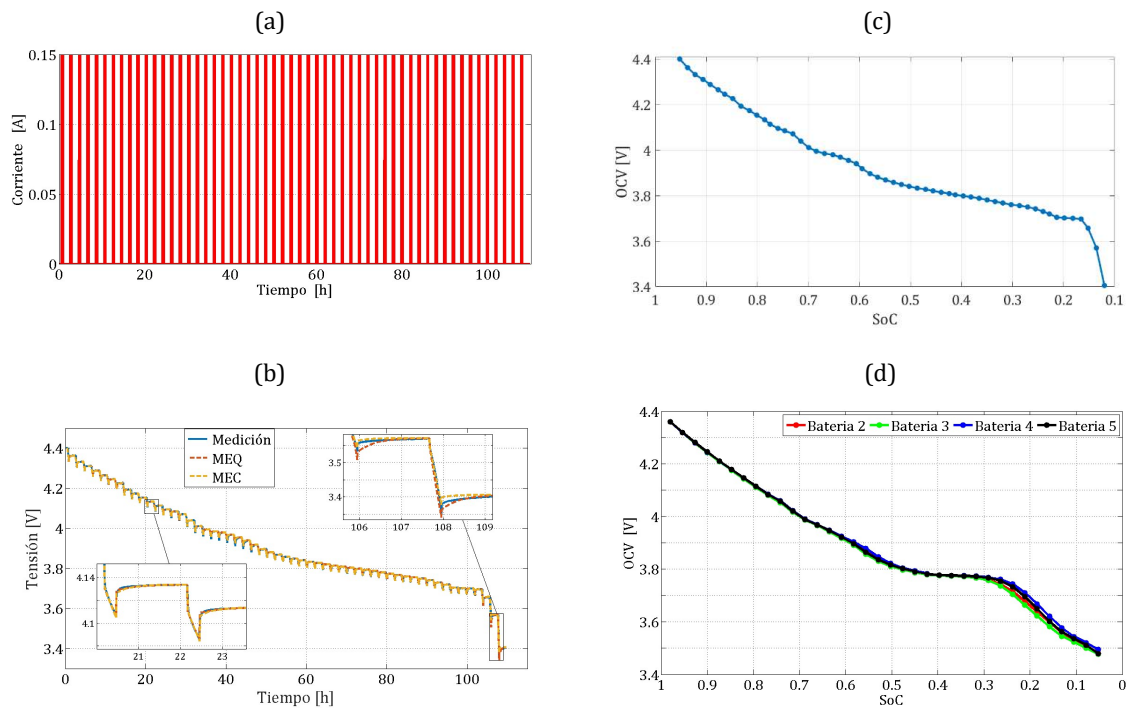 (a)
0.15
0.1
0.05
0
Corriente [A]
0 20 40 60 80 100
Tiempo [h]
(c)
4.4
4.2
4
3.8
3.6
3.4
OCV [V]
1 0.9 0.8 0.7 0.6 0.5 0.4 0.3 0.2 0.1
SoC
(b)
Medición
MEQ
MEC
4.4
4.2
4
3.8
3.6
3.4
Tensión [V]
3.5
3.4
106 107 108 109
4.14
4.1
21 22 23
0 20 40 60 80 100
Tiempo [h]
(d)
Bateria 2 Bateria 3 Bateria 4 Bateria 5
4.4
4.2
4
3.8
3.6
3.4
OCV [V]
1 0.9 0.8 0.7 0.6 0.5 0.4 0.3 0.2 0.1 0
SoC